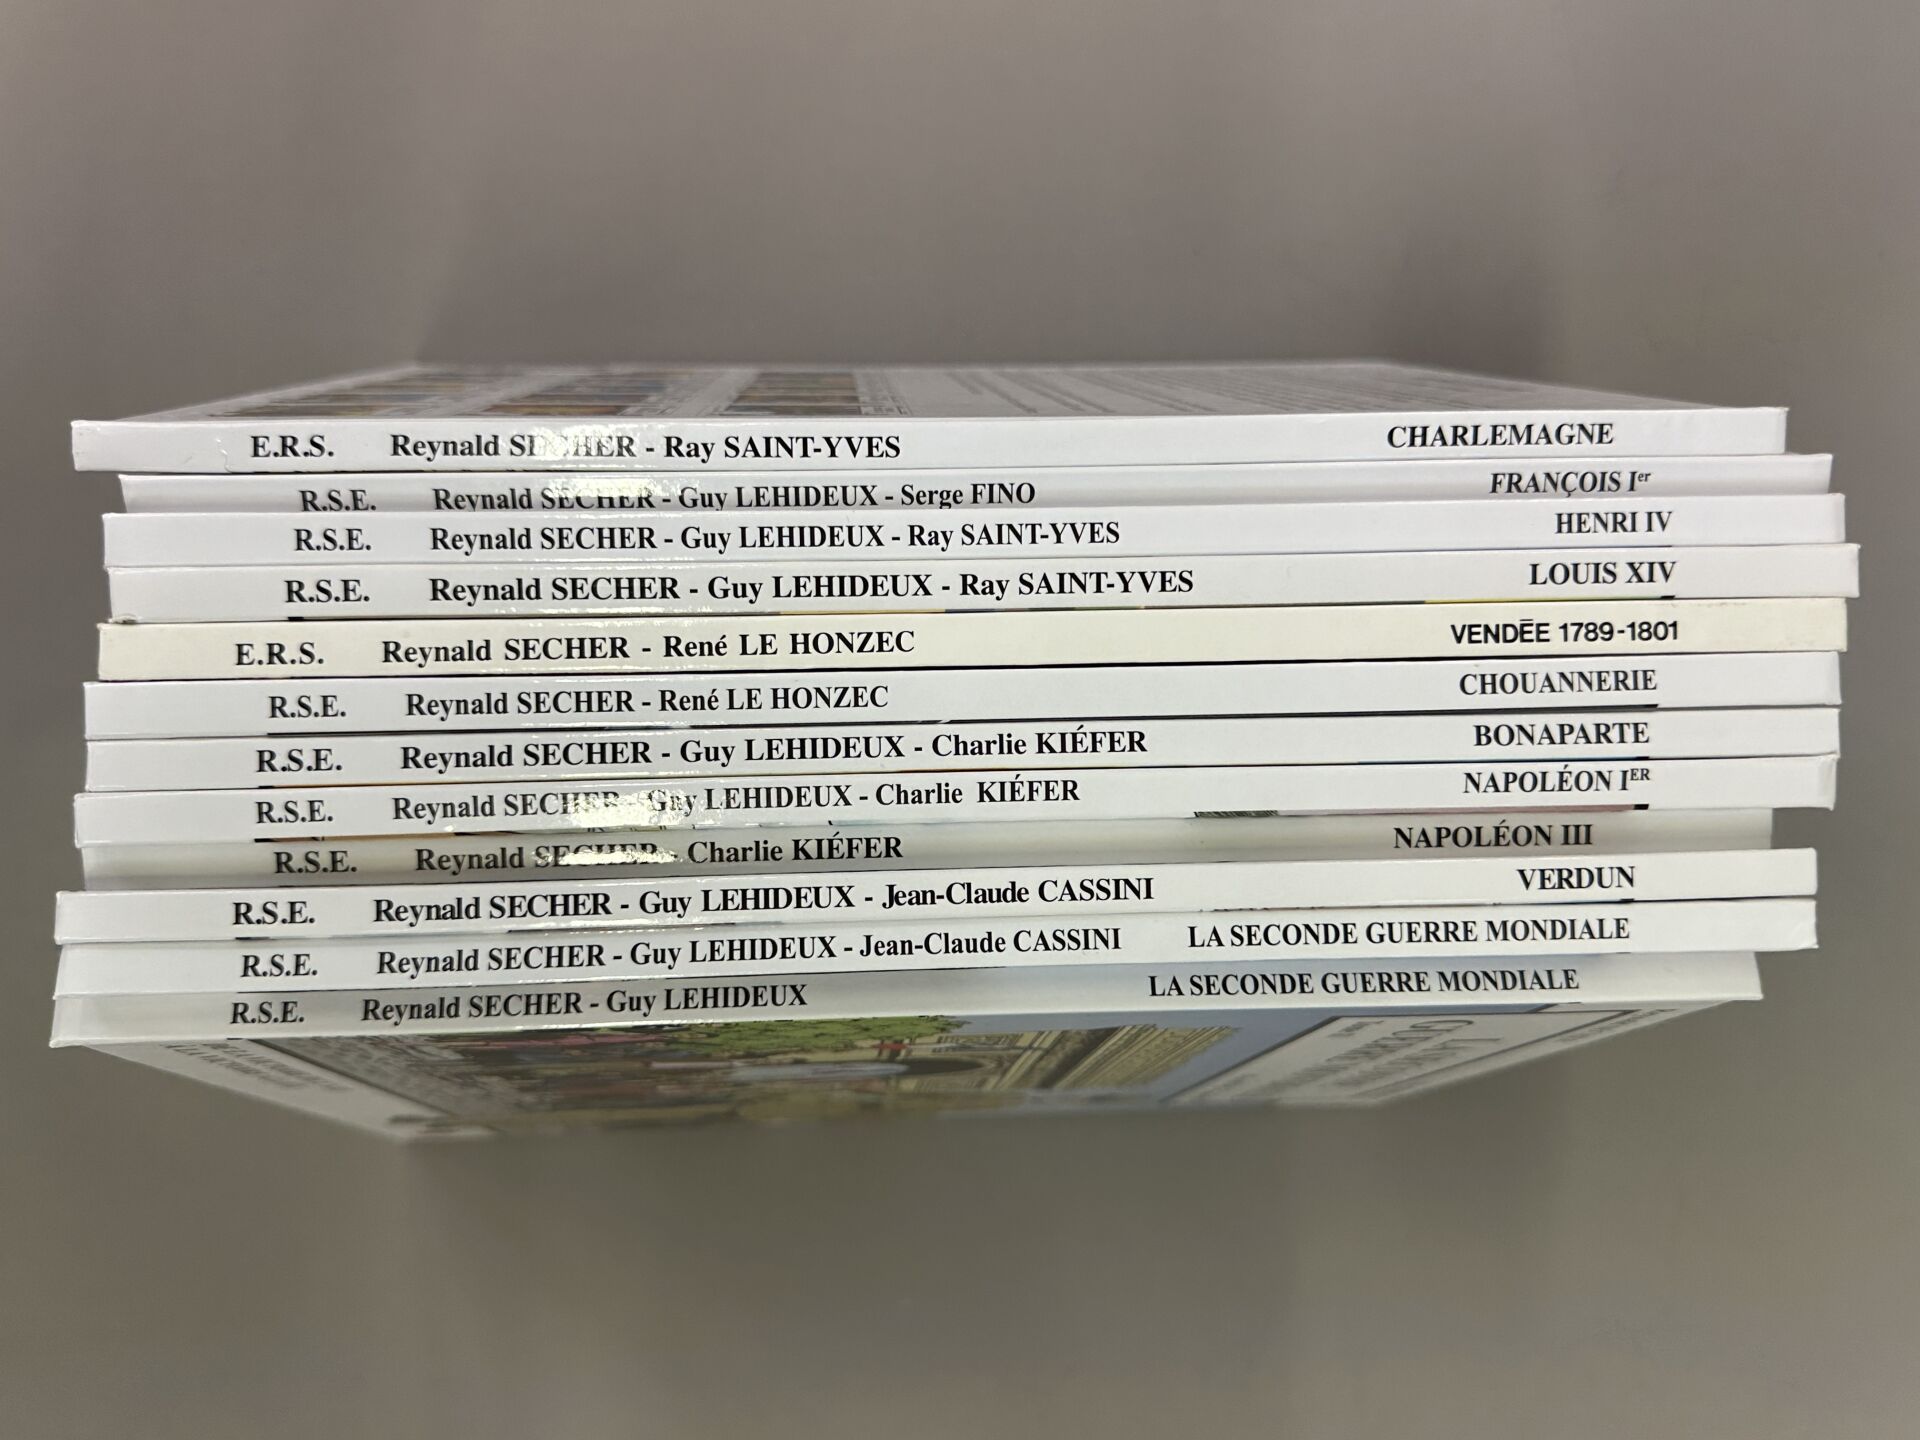 E.R.S. Reynald SECHER - Ray SAINT-YVES CHARLEMAGNE
R.S.E. Reynald SECHER - Guy LEHIDEUX - Serge FINO FRANÇOIS Ier
R.S.E. Reynald SECHER - Guy LEHIDEUX - Ray SAINT-YVES HENRI IV
R.S.E. Reynald SECHER - Guy LEHIDEUX - Ray SAINT-YVES LOUIS XIV
E.R.S. Reynald SECHER - René LE HONZEC VENDÉE 1789-1801
R.S.E. Reynald SECHER - René LE HONZEC CHOUANNERIE
R.S.E. Reynald SECHER - Guy LEHIDEUX - Charlie KIÉFER BONAPARTE
R.S.E. Reynald SECHER - Guy LEHIDEUX - Charlie KIÉFER NAPOLÉON IER
R.S.E. Reynald SECHER - Charlie KIÉFER NAPOLÉON III
R.S.E. Reynald SECHER - Guy LEHIDEUX - Jean-Claude CASSINI VERDUN
R.S.E. Reynald SECHER - Guy LEHIDEUX - Jean-Claude CASSINI LA SECONDE GUERRE MONDIALE
R.S.E. Reynald SECHER - Guy LEHIDEUX LA SECONDE GUERRE MONDIALE